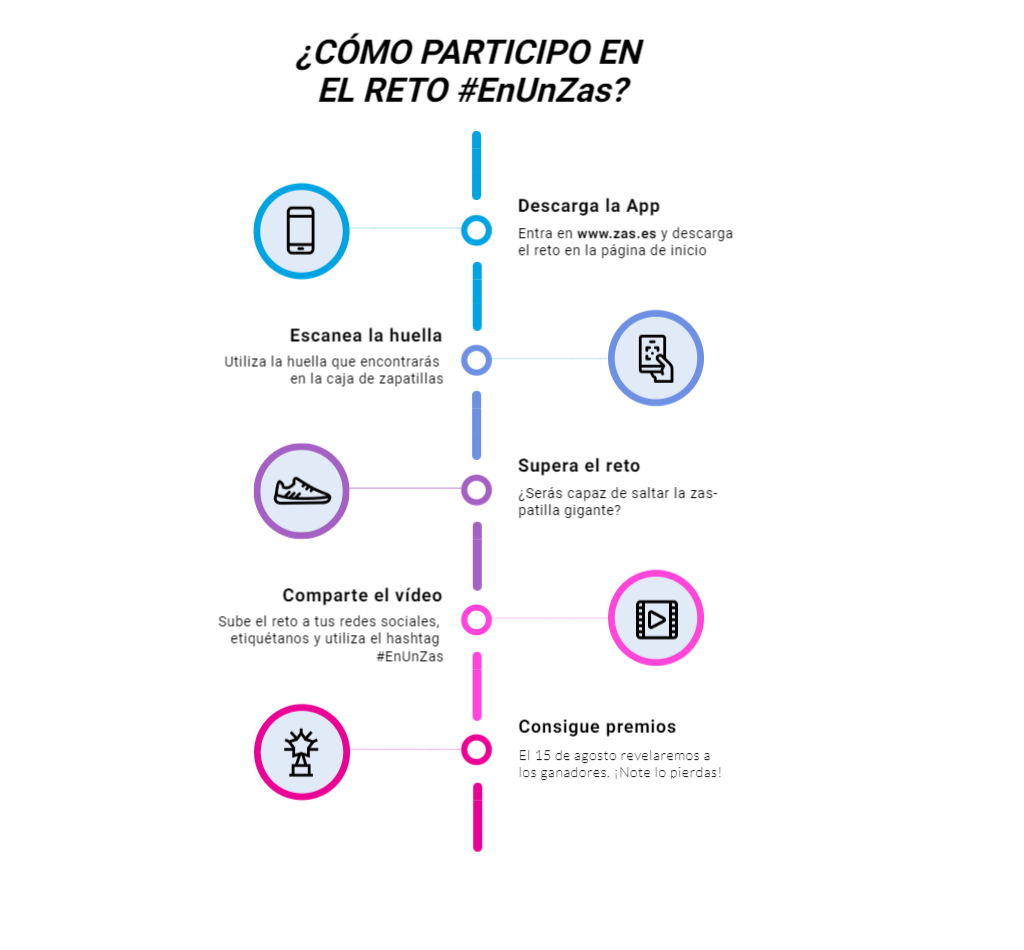 ¿CÓMO PARTICIPO EN
EL RETO #EnUnZas?
Descarga la App
Entra en www.zas.es y descarga
el reto en la página de inicio
Escanea la huella
Utiliza la huella que encontrarás
en la caja de zapatillas
Supera el reto
¿Serás capaz de saltar la zas-
patilla gigante?
Comparte el vídeo
Sube el reto a tus redes sociales,
etiquétanos y utiliza el hashtag
#EnUnZas
Consigue premios
El 15 de agosto revelaremos a
los ganadores. ¡Note lo pierdas!